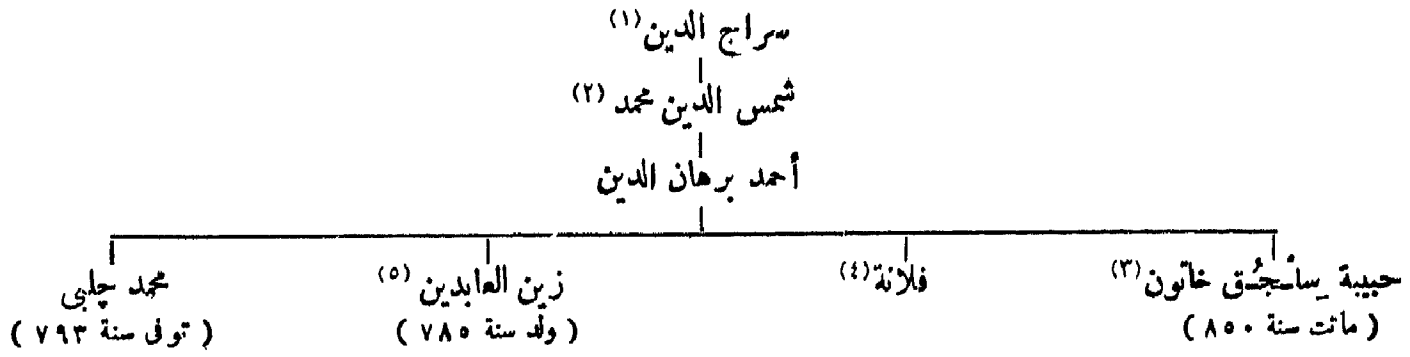 سراج الدين (١)
شمس الدين محمد (٢)
أحمد برهان الدين
حبيبة سلجُق خاتون (٣) فلانة (٤) زين العابدين (٥) محمد چلبى
( ماتت سنة ٨٥٠ ) ( ولد سنة ٧٨٥ ) ( توفى سنة ٧٩٣ )